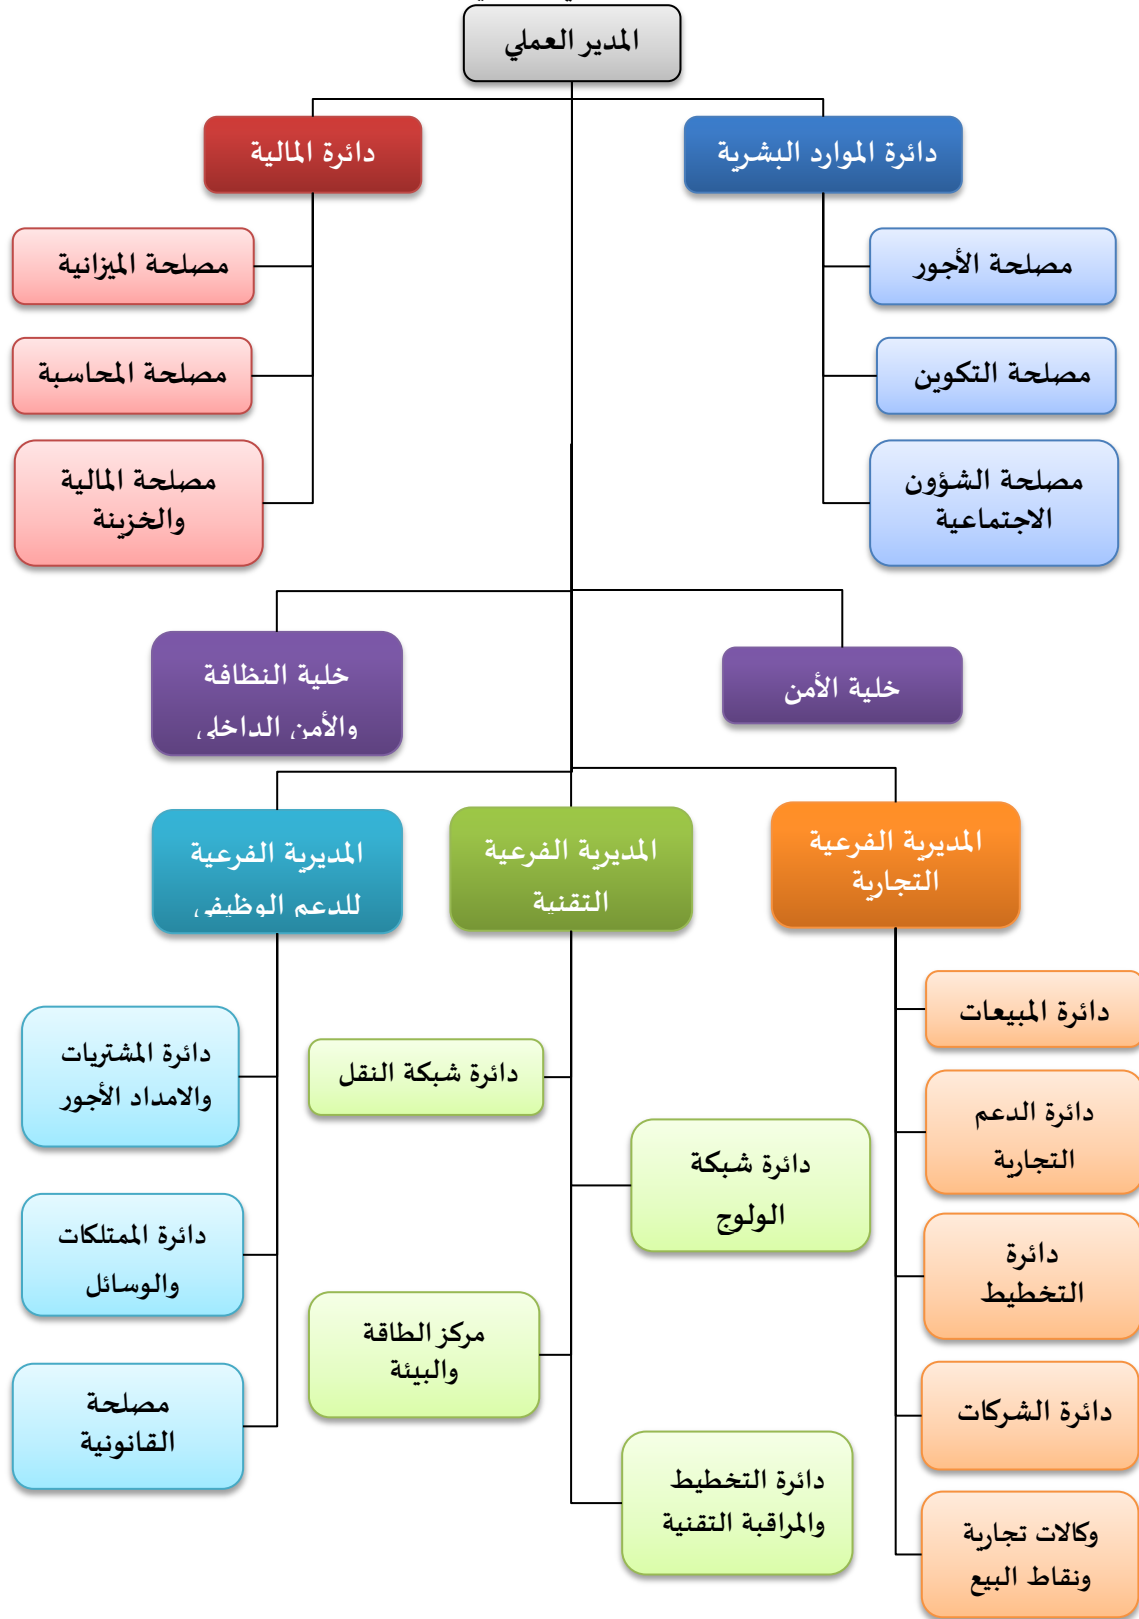 المدير العملي
دائرة الموارد البشرية
دائرة المالية
مصلحة الأجور
مصلحة الميزانية
مصلحة التكوين
مصلحة المحاسبة
مصلحة الشؤون
الاجتماعية
مصلحة المالية
والخزينة
خلية الأمن
خلية النظافة
والأمن الداخلي
المديرية الفرعية
التجارية
المديرية الفرعية
التقنية
المديرية الفرعية
للدعم الوظيفي
دائرة المبيعات
دائرة الدعم
التجارية
دائرة
التخطيط
دائرة الشركات
وكالات تجارية
ونقاط البيع
دائرة شبكة النقل
دائرة شبكة
الولوج
مركز الطاقة
والبيئة
دائرة التخطيط
والمراقبة التقنية
دائرة المشتريات
والامداد الأجور
دائرة الممتلكات
والوسائل
مصلحة
القانونية